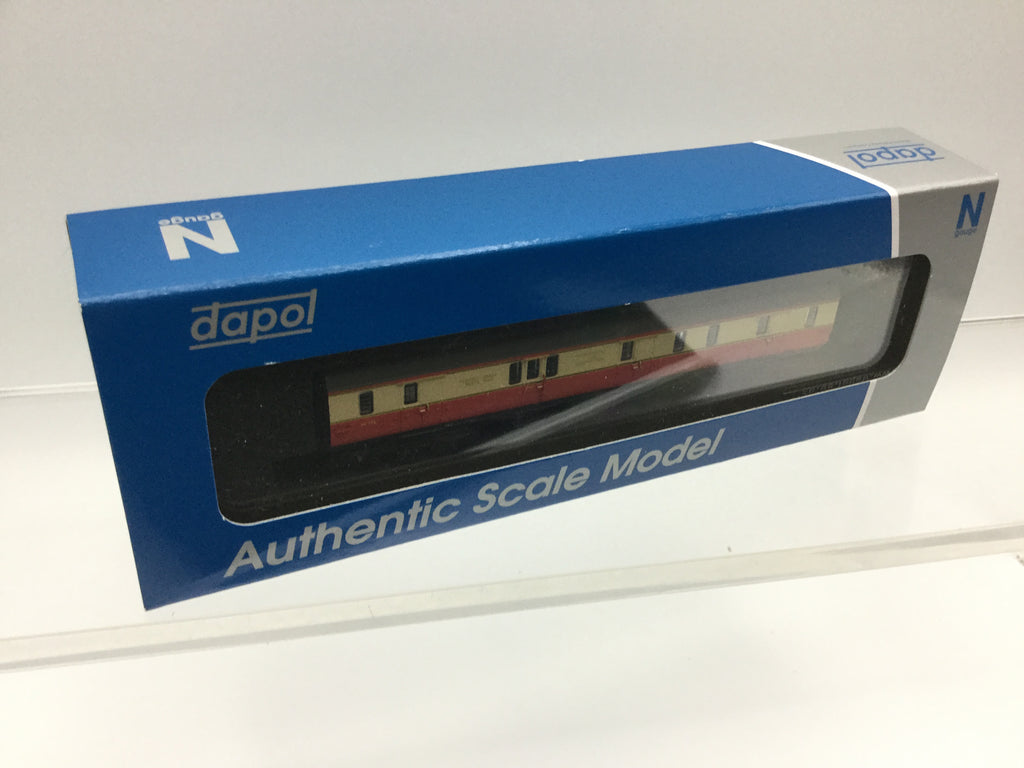 dapol
N
gauge
N
gauge
dapol
Authentic Scale Model